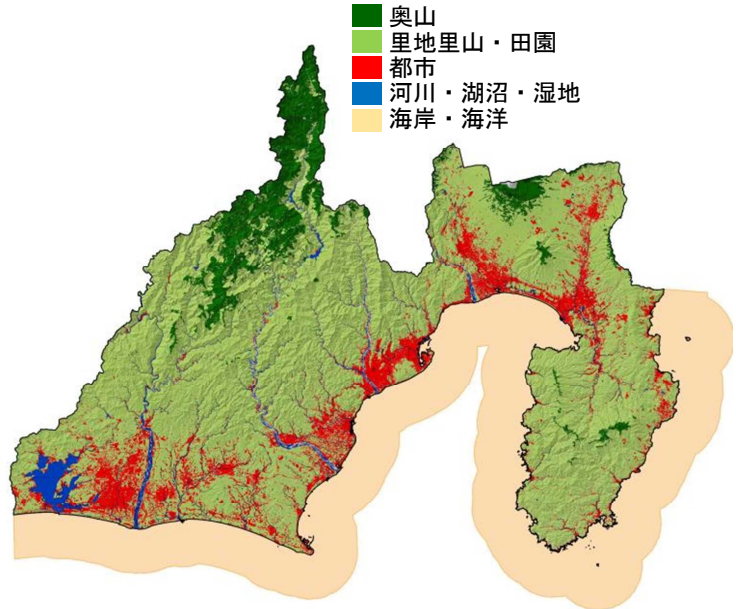 奥山
里地里山・田園
都市
河川・湖沼・湿地
海岸・海洋